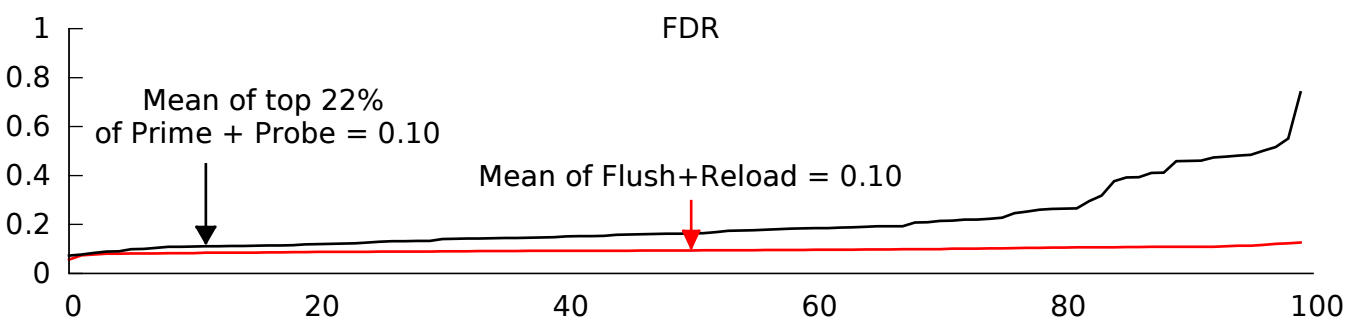 FDR
1
0.8
0.6
0.4
0.2
0
Mean of top 22%
of Prime + Probe = 0.10
Mean of Flush+Reload = 0.10
0 20 40 60 80 100